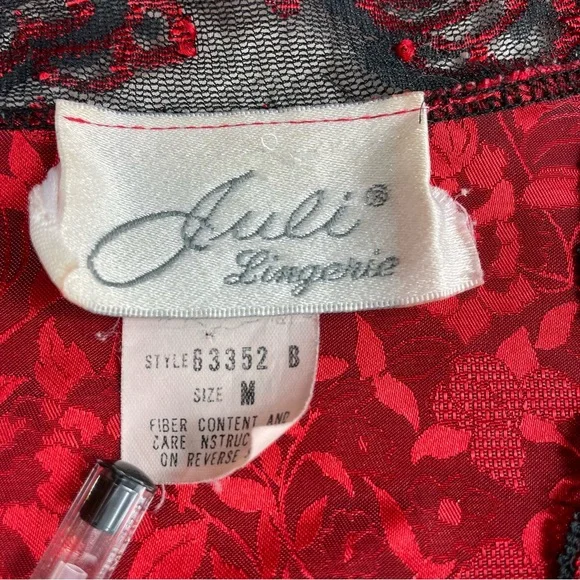 Juli®
Lingerie
STYLE 63352 B
SIZE M
FIBER CONTENT AND
CARE NSTRUC
ON REVERSE